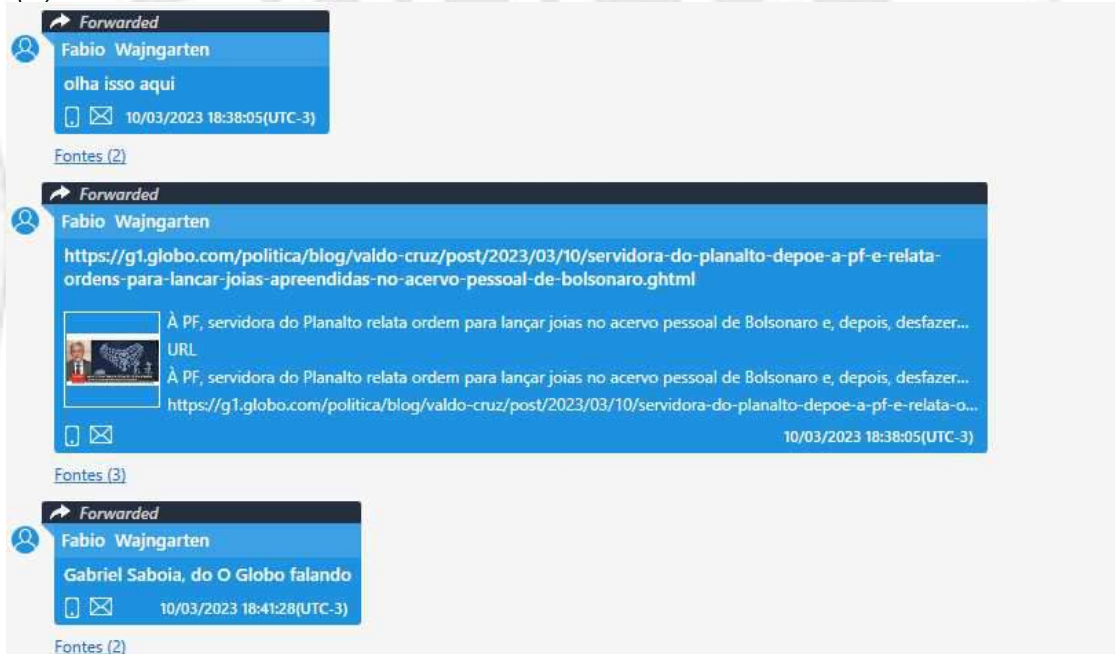 Forwarded
Fabio Wajngarten
olha isso aqui
10/03/2023 18:38:05(UTC-3)
Fontes (2)
Forwarded
Fabio Wajngarten
https://g1.globo.com/politica/blog/valdo-cruz/post/2023/03/10/servidora-do-planalto-depoe-a-pf-e-relata-
ordens-para-lancar-joias-apreendidas-no-acervo-pessoal-de-bolsonaro.ghtml
À PF, servidora do Planalto relata ordem para lançar joias no acervo pessoal de Bolsonaro e, depois, desfazer...
URL
À PF, servidora do Planalto relata ordem para lançar joias no acervo pessoal de Bolsonaro e, depois, desfazer...
https://g1.globo.com/politica/blog/valdo-cruz/post/2023/03/10/servidora-do-planalto-depoe-a-pf-e-relata-o...
10/03/2023 18:38:05(UTC-3)
Fontes (3)
Forwarded
Fabio Wajngarten
Gabriel Saboia, do O Globo falando
10/03/2023 18:41:28(UTC-3)
Fontes (2)